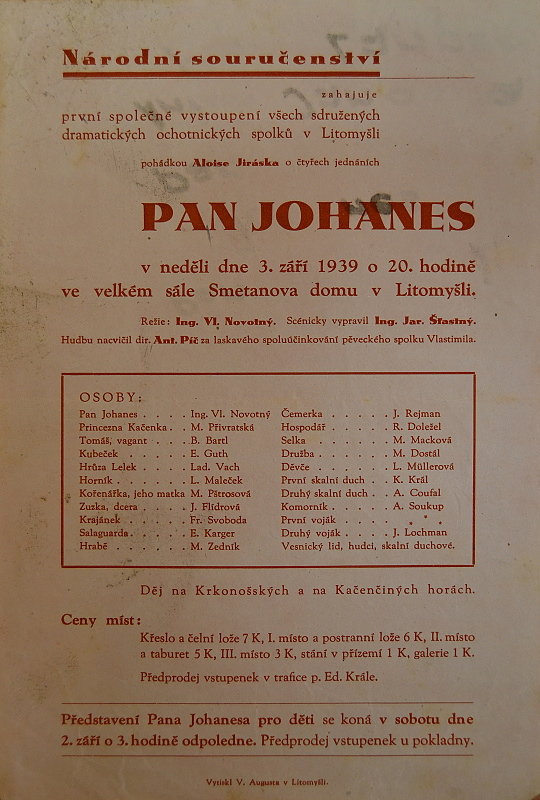 Národní souručenství
zahajuje
první společné vystoupení všech sdružených
dramatických ochotnických spolků v Litomyšli
pohádkou Aloise Jiráska o čtyřech jednáních
PAN JOHANES
v neděli dne 3. září 1939 o 20. hodině
ve velkém sále Smetanova domu v Litomyšli.
Režie: Ing. Vl. Novotný. Scénicky vypravil Ing. Jar. Šťastný.
Hudbu nacvičil dir. Ant. Píč za laskavého spoluúčinkování pěveckého spolku Vlastimila.
OSOBY:
Pan Johanes . . . . Ing. Vl. Novotný
Princezna Kačenka . . M. Přívratská
Tomáš, vagant . . . B. Bartl
Kubeček . . . . . E. Guth
Hrůza Lelek . . . . Lad. Vach
Horník . . . . . . L. Maleček
Kořenářka, jeho matka M. Pštrosová
Zuzka, dcera . . . . J. Flídrová
Krajánek . . . . . Fr. Svoboda
Salaguarda . . . . . E. Karger
Hrabě . . . . . . M. Zedník
Čemerka . . . . . J. Rejman
Hospodář . . . . . R. Doležel
Selka . . . . . . M. Macková
Družba . . . . . . M. Dostál
Děvče . . . . . . L. Müllerová
První skalní duch . . K. Král
Druhý skalní duch . . A. Coufal
Komorník . . . . . A. Soukup
První voják . . . . „ * „
Druhý voják . . . . J. Lochman
Vesnický lid, hudci, skalní duchové.
Děj na Krkonošských a na Kačenčiných horách.
Ceny míst:
Křeslo a čelní lože 7 K, I. místo a postranní lože 6 K, II. místo
a taburet 5 K, III. místo 3 K, stání v přízemí 1 K, galerie 1 K.
Předprodej vstupenek v trafice p. Ed. Krále.
Představení Pana Johanesa pro děti se koná v sobotu dne
2. září o 3. hodině odpoledne. Předprodej vstupenek u pokladny.
Vytiskl V. Augusta v Litomyšli.